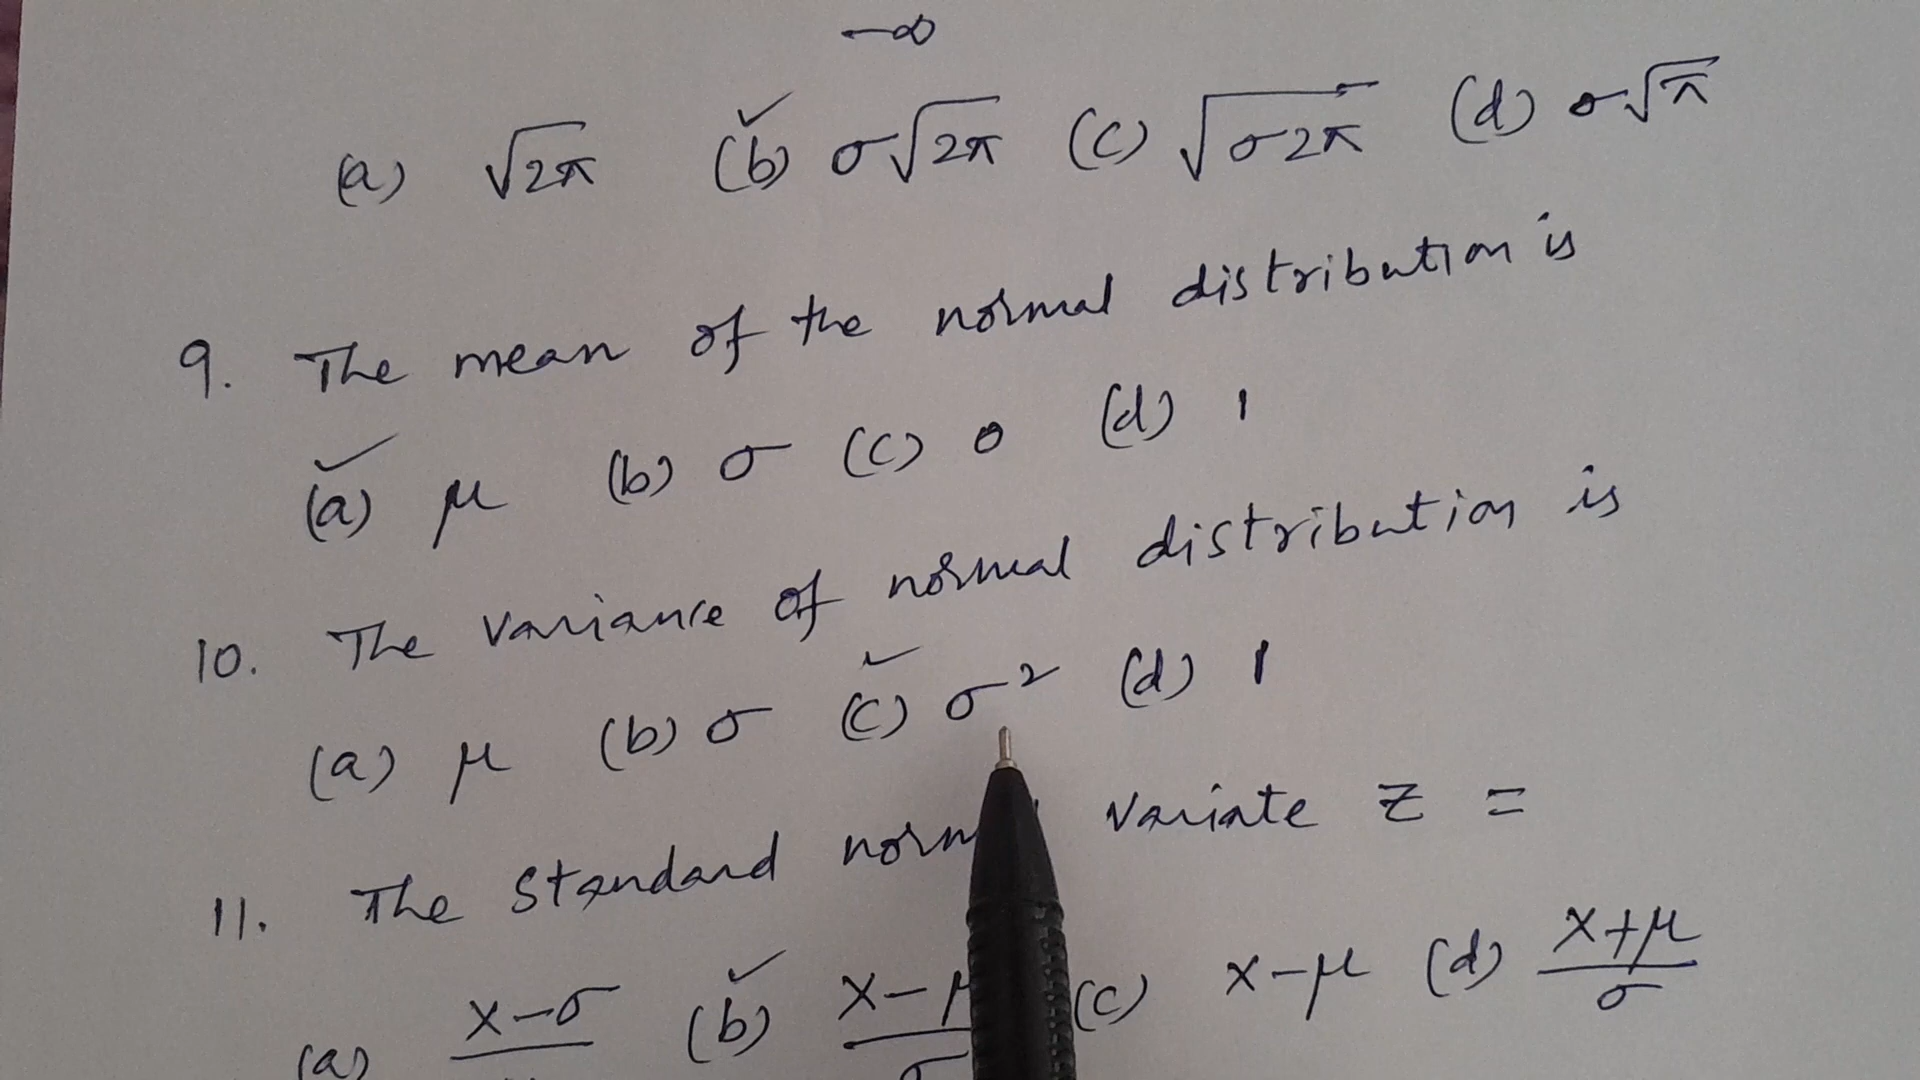 -∞
(a) √2π (b) σ√2π (c) √σ2π (d) σ√π
9. The mean of the normal distribution is
(a) μ (b) σ (c) 0 (d) 1
10. The variance of normal distribution is
(a) μ (b) σ (c) σ² (d) 1
11. The Standard variate Z =
(a) X-σ (b) X-μ/σ (c) X-μ (d) X+μ/σ